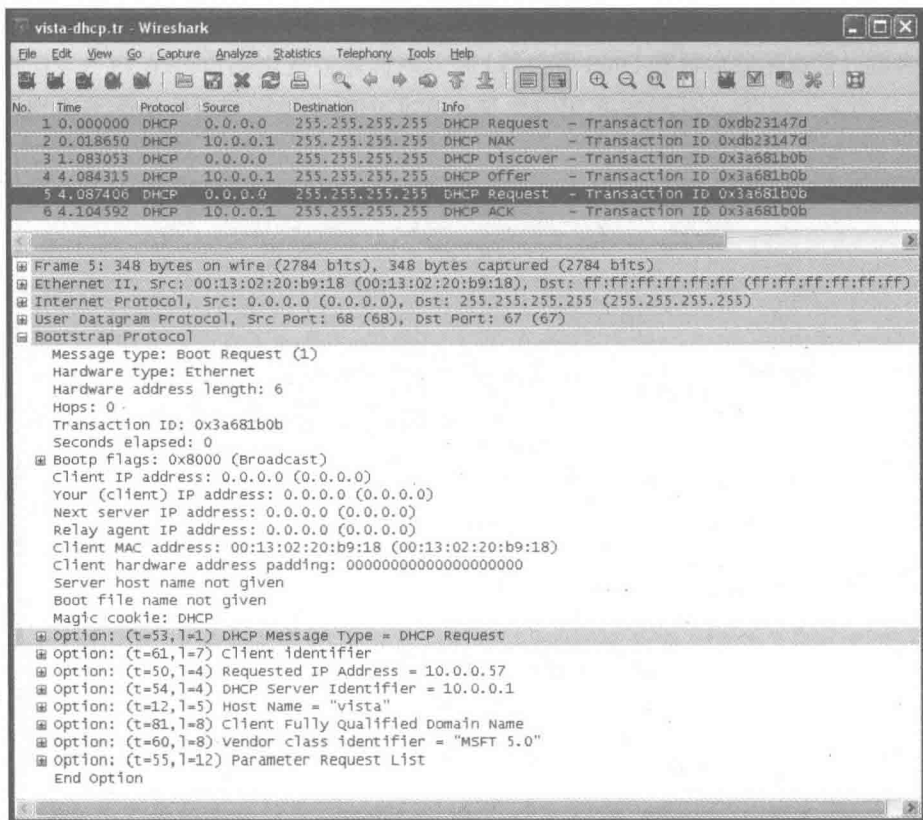 vista-dhcp.tr - Wireshark
File Edit View Go Capture Analyze Statistics Telephony Tools Help
No. Time Protocol Source Destination Info
1 0.000000 DHCP 0.0.0.0 255.255.255.255 DHCP Request - Transaction ID 0xdb23147d
2 0.018650 DHCP 10.0.0.1 255.255.255.255 DHCP NAK - Transaction ID 0xdb23147d
3 1.083053 DHCP 0.0.0.0 255.255.255.255 DHCP Discover - Transaction ID 0x3a681b0b
4 4.084315 DHCP 10.0.0.1 255.255.255.255 DHCP Offer - Transaction ID 0x3a681b0b
5 4.087406 DHCP 0.0.0.0 255.255.255.255 DHCP Request - Transaction ID 0x3a681b0b
6 4.104592 DHCP 10.0.0.1 255.255.255.255 DHCP ACK - Transaction ID 0x3a681b0b
Frame 5: 348 bytes on wire (2784 bits), 348 bytes captured (2784 bits)
Ethernet II, Src: 00:13:02:20:b9:18 (00:13:02:20:b9:18), Dst: ff:ff:ff:ff:ff:ff (ff:ff:ff:ff:ff:ff)
Internet Protocol, Src: 0.0.0.0 (0.0.0.0), Dst: 255.255.255.255 (255.255.255.255)
User Datagram Protocol, Src Port: 68 (68), Dst Port: 67 (67)
Bootstrap Protocol
Message type: Boot Request (1)
Hardware type: Ethernet
Hardware address length: 6
Hops: 0
Transaction ID: 0x3a681b0b
Seconds elapsed: 0
Bootp flags: 0x8000 (Broadcast)
Client IP address: 0.0.0.0 (0.0.0.0)
Your (client) IP address: 0.0.0.0 (0.0.0.0)
Next server IP address: 0.0.0.0 (0.0.0.0)
Relay agent IP address: 0.0.0.0 (0.0.0.0)
Client MAC address: 00:13:02:20:b9:18 (00:13:02:20:b9:18)
Client hardware address padding: 00000000000000000000
Server host name not given
Boot file name not given
Magic cookie: DHCP
Option: (t=53,l=1) DHCP Message Type = DHCP Request
Option: (t=61,l=7) Client identifier
Option: (t=50,l=4) Requested IP Address = 10.0.0.57
Option: (t=54,l=4) DHCP Server Identifier = 10.0.0.1
Option: (t=12,l=5) Host Name = "vista"
Option: (t=81,l=8) Client Fully Qualified Domain Name
Option: (t=60,l=8) Vendor class identifier = "MSFT 5.0"
Option: (t=55,l=12) Parameter Request List
End Option